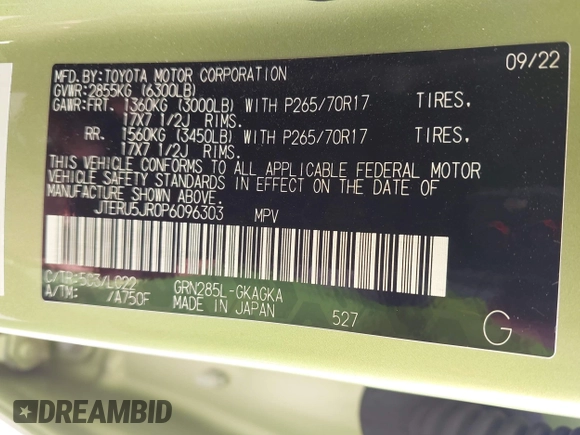 MFD.BY:TOYOTA MOTOR CORPORATION 09/22
GVWR:2855KG (6300LB)
GAWR:FRT. 1360KG (3000LB) WITH P265/70R17 TIRES,
17X7 1/2J RIMS.
RR. 1560KG (3450LB) WITH P265/70R17 TIRES,
17X7 1/2J RIMS.
THIS VEHICLE CONFORMS TO ALL APPLICABLE FEDERAL MOTOR
VEHICLE SAFETY STANDARDS IN EFFECT ON THE DATE OF
MANUFACTURE SHOWN ABOVE.
JTERU5JR0P6096303 MPV
C/TR:503/LC22
A/TM: /A750F
GRN285L-GKAGKA
MADE IN JAPAN 527
G
DREAMBID